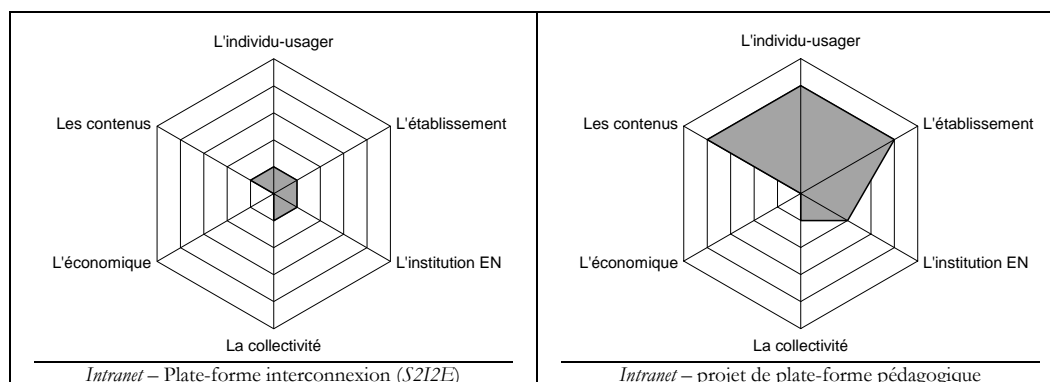 L'individu-usager
Les contenus
L'établissement
L'économique
L'institution EN
La collectivité
Intranet – Plate-forme interconnexion (S2I2E)
L'individu-usager
Les contenus
L'établissement
L'économique
L'institution EN
La collectivité
Intranet – projet de plate-forme pédagogique